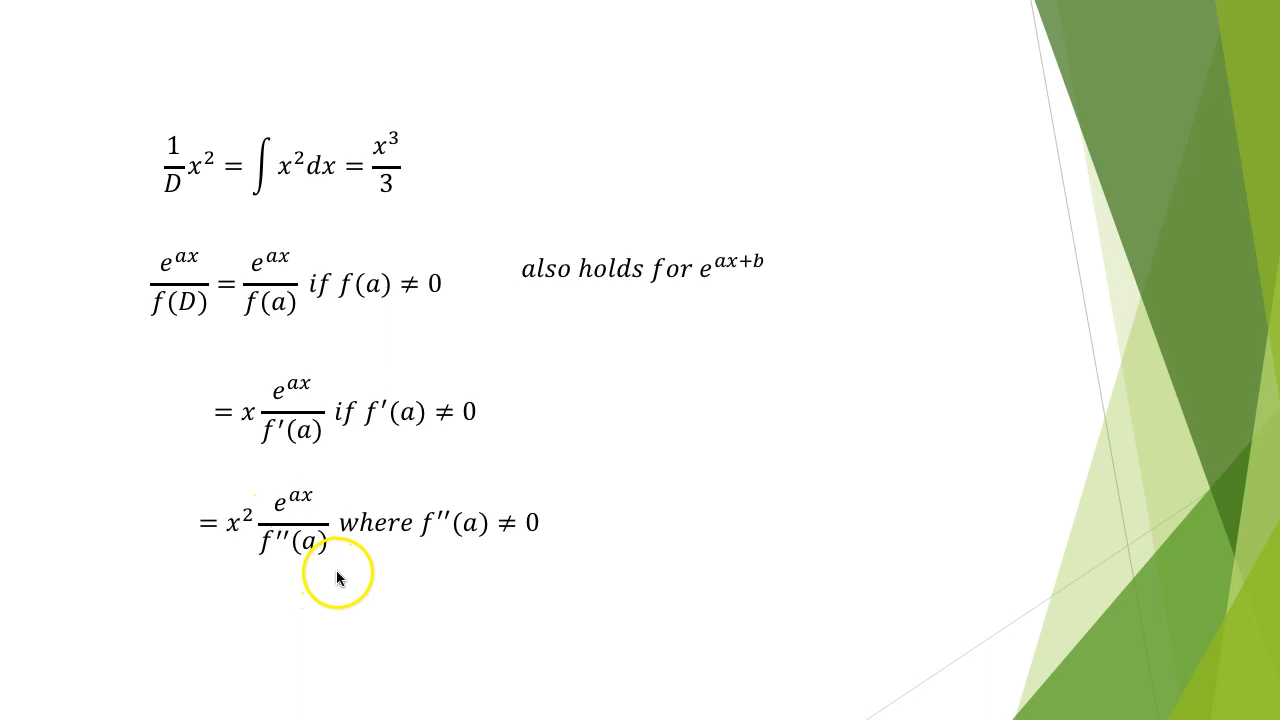 1/D x² = ∫ x² dx = x³/3
e^{ax}/f(D) = e^{ax}/f(a) if f(a) ≠ 0 also holds for e^{ax+b}
= x e^{ax}/f′(a) if f′(a) ≠ 0
= x² e^{ax}/f′′(a) where f′′(a) ≠ 0